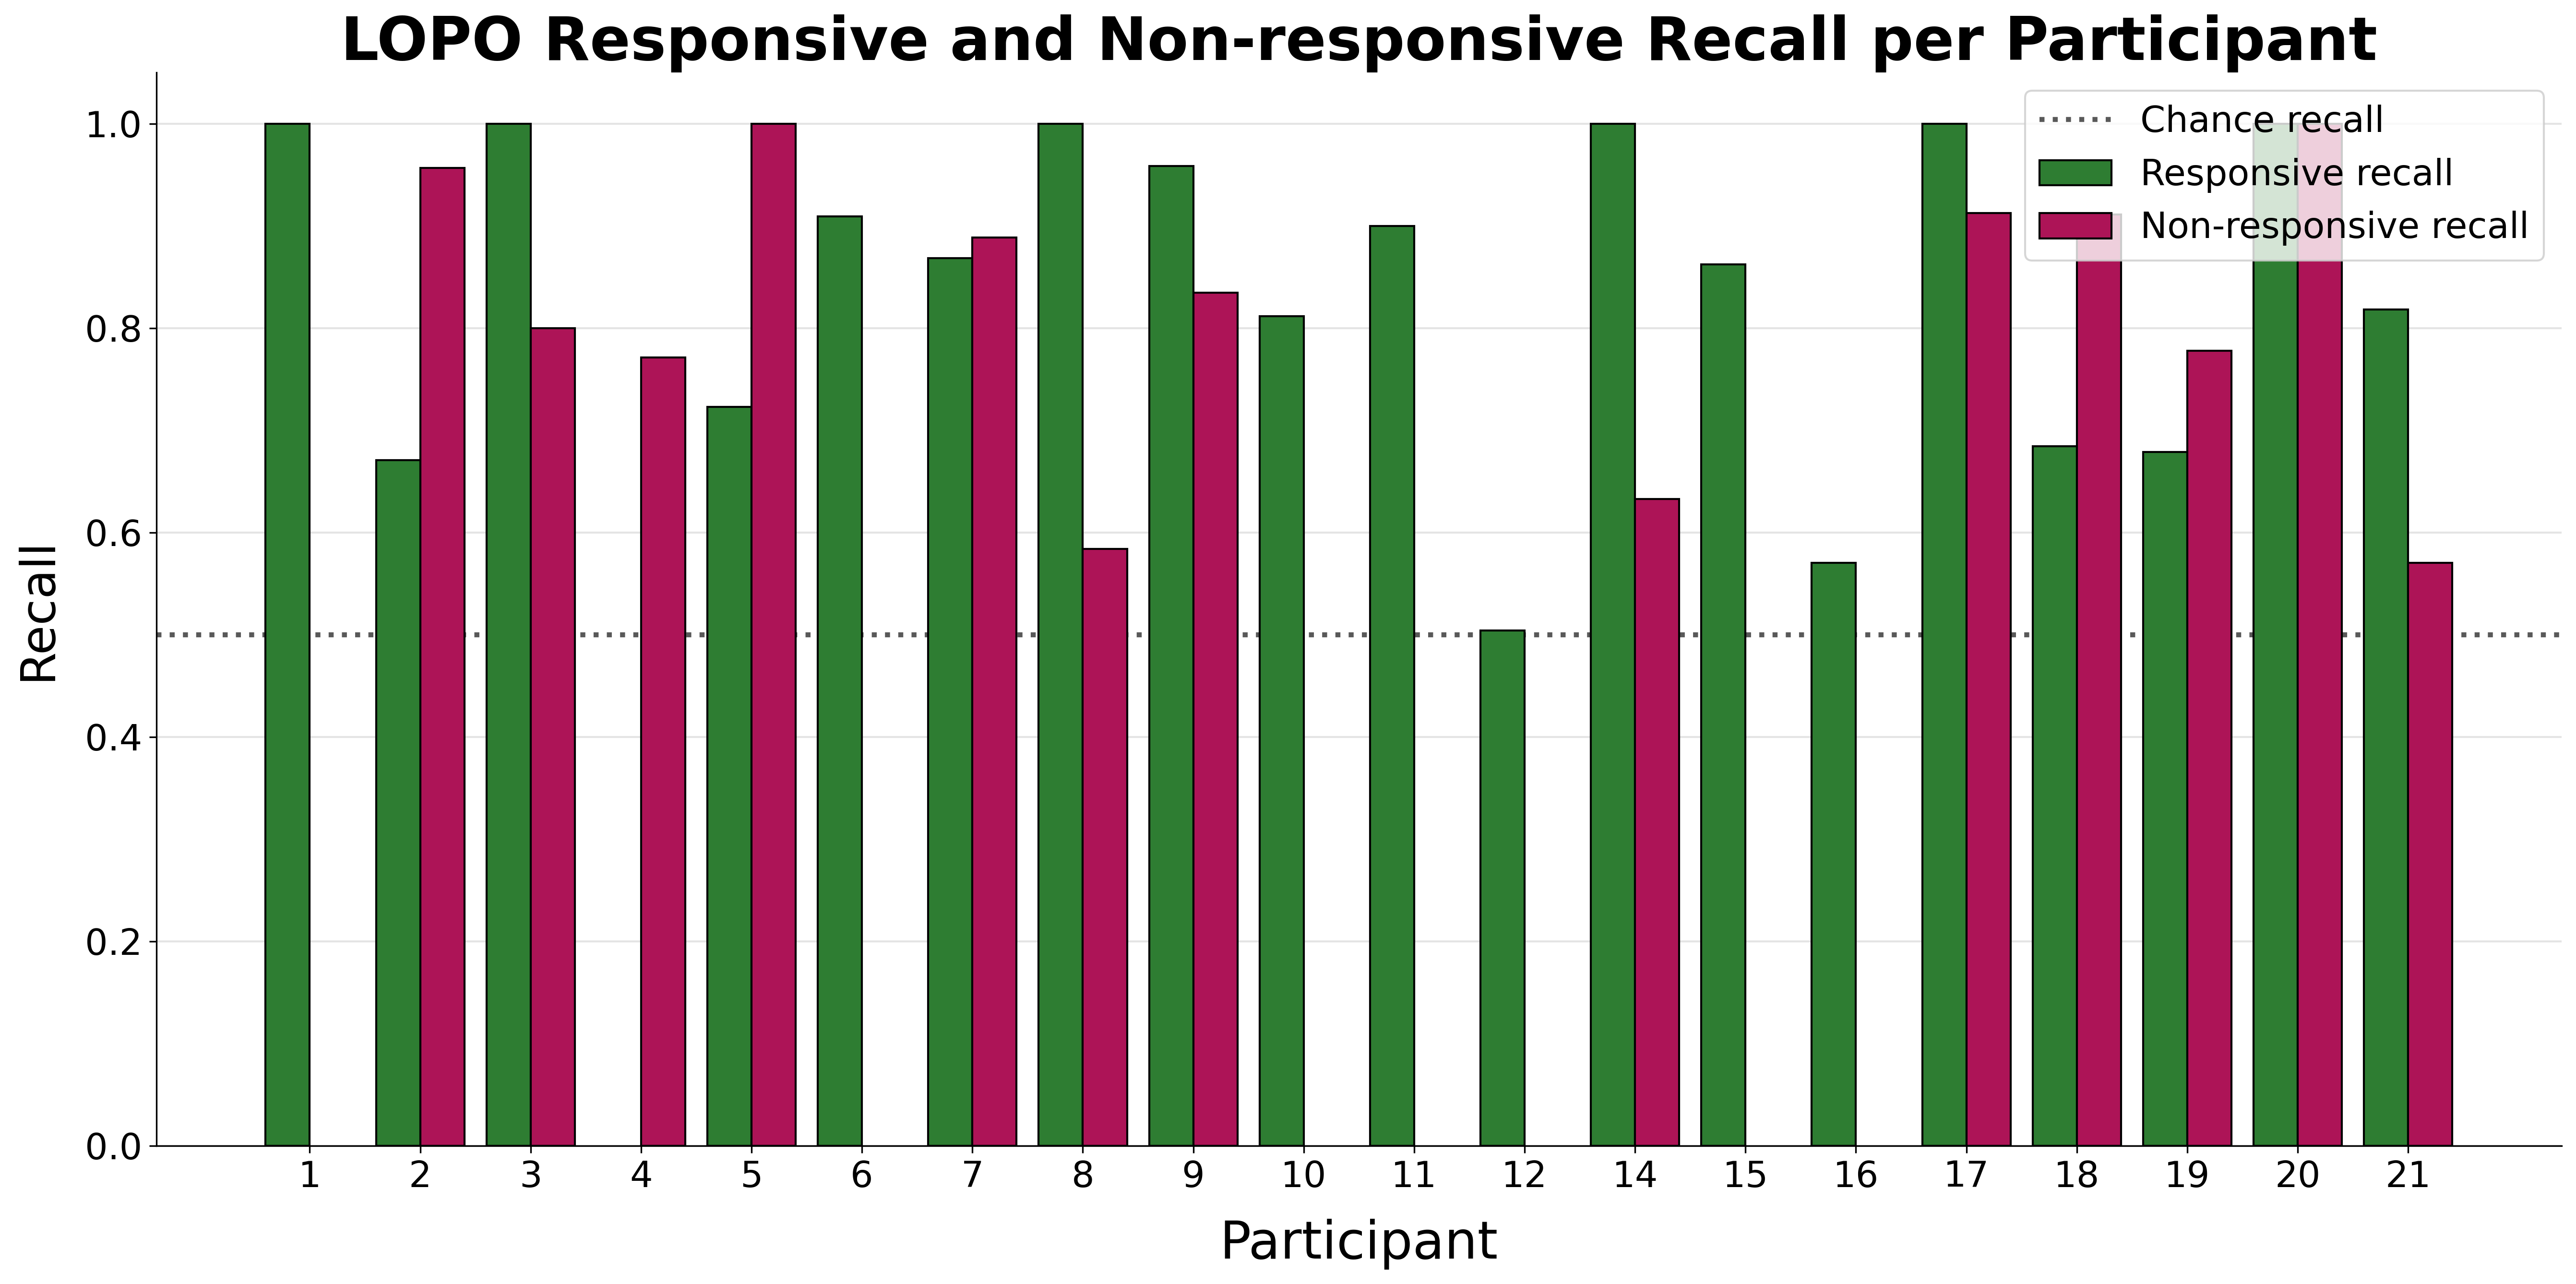 LOPO Responsive and Non-responsive Recall per Participant
Chance recall
Responsive recall
Non-responsive recall
1.0
0.8
0.6
0.4
0.2
0.0
Recall
1 2 3 4 5 6 7 8 9 10 11 12 14 15 16 17 18 19 20 21
Participant